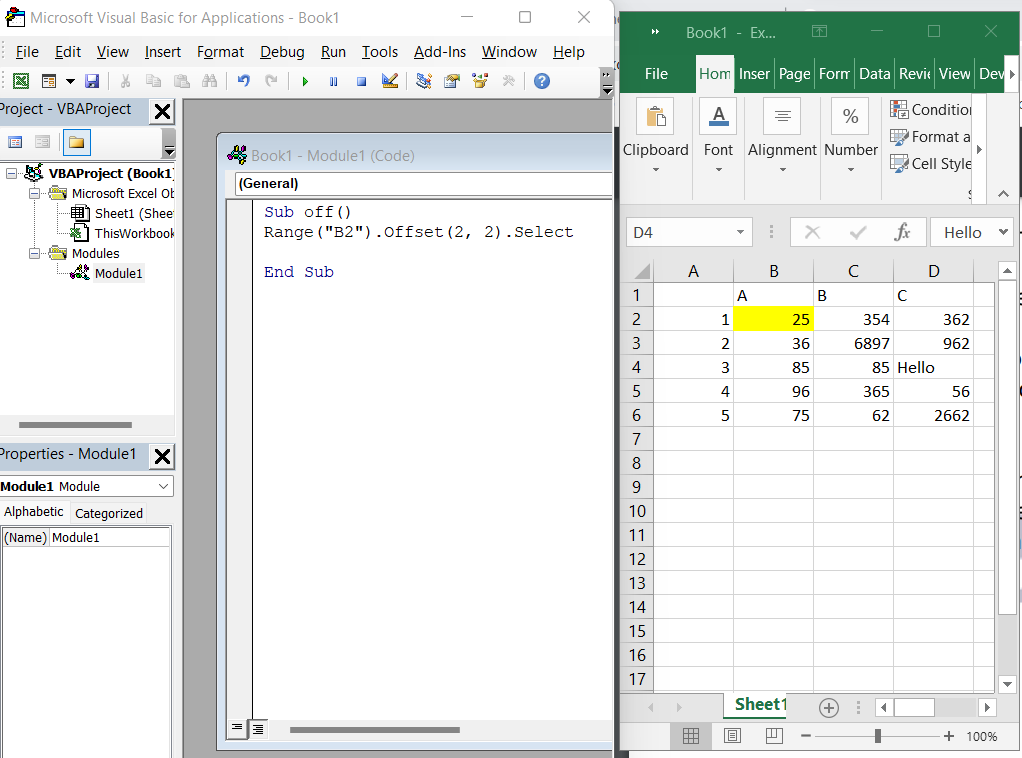 Microsoft Visual Basic for Applications - Book1
File Edit View Insert Format Debug Run Tools Add-Ins Window Help
Project - VBAProject
VBAProject (Book1)
Microsoft Excel Ob
Sheet1 (Shee
ThisWorkbook
Modules
Module1
Properties - Module1
Module1 Module
Alphabetic Categorized
(Name) Module1
Book1 - Module1 (Code)
(General)
Sub off()
Range("B2").Offset(2, 2).Select
End Sub
Book1 - Ex...
File Hom Inser Page Form Data Revie View Dev
Clipboard Font Alignment Number
%
Condition
Format a
Cell Style
D4 fx Hello
A B C D
1 A B C
2 1 25 354 362
3 2 36 6897 962
4 3 85 85 Hello
5 4 96 365 56
6 5 75 62 2662
7
8
9
10
11
12
13
14
15
16
17
Sheet1
100%